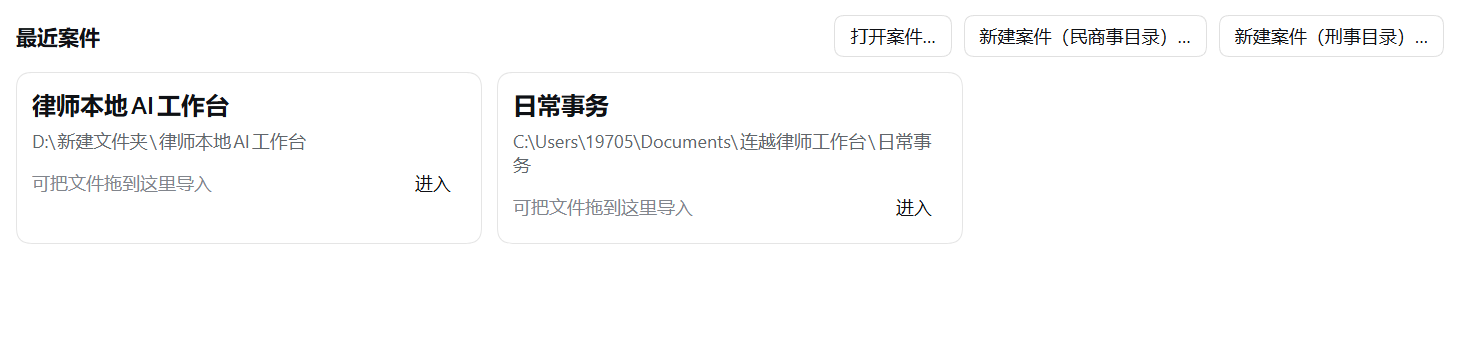 最近案件
打开案件...
新建案件（民商事目录）...
新建案件（刑事目录）...
律师本地AI工作台
D:\新建文件夹\律师本地AI工作台
可把文件拖到这里导入
进入
日常事务
C:\Users\19705\Documents\连越律师工作台\日常事
务
可把文件拖到这里导入
进入